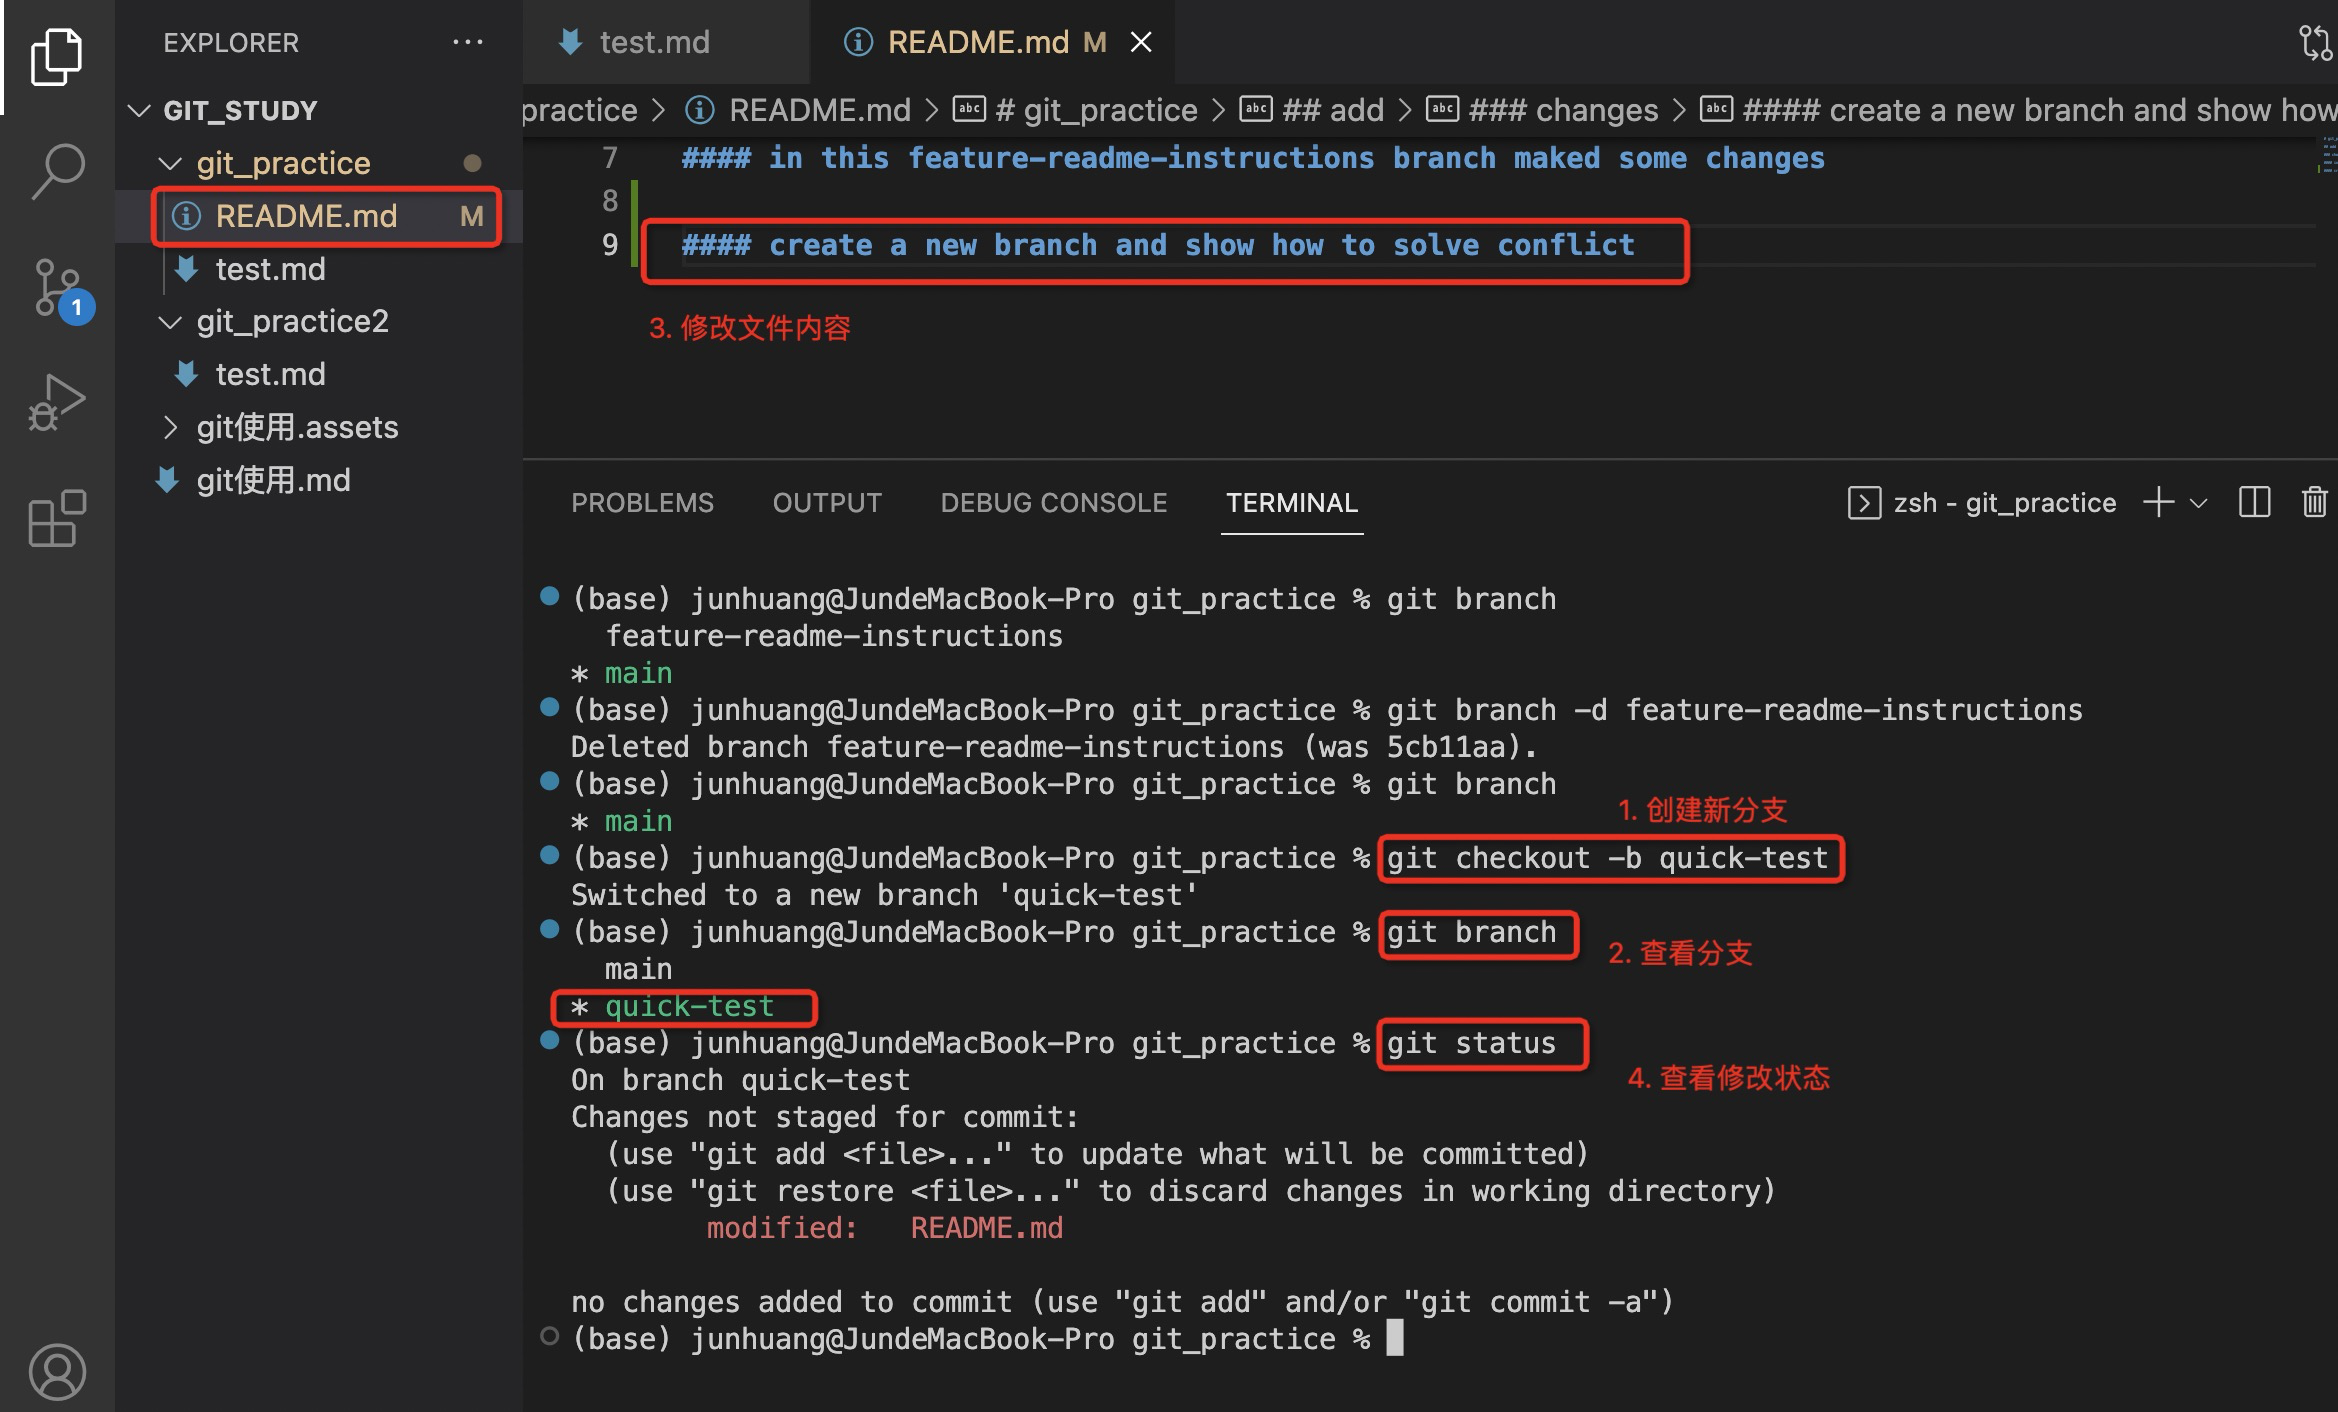 EXPLORER
GIT_STUDY
git_practice
README.md M
test.md
git_practice2
test.md
git使用.assets
git使用.md
1
test.md
README.md M
practice > README.md > # git_practice > ## add > ### changes > #### create a new branch and show how
7 #### in this feature-readme-instructions branch maked some changes
8
9 #### create a new branch and show how to solve conflict
3. 修改文件内容
PROBLEMS OUTPUT DEBUG CONSOLE TERMINAL
zsh - git_practice
(base) junhuang@JundeMacBook-Pro git_practice % git branch
feature-readme-instructions
* main
(base) junhuang@JundeMacBook-Pro git_practice % git branch -d feature-readme-instructions
Deleted branch feature-readme-instructions (was 5cb11aa).
(base) junhuang@JundeMacBook-Pro git_practice % git branch
* main
1. 创建新分支
(base) junhuang@JundeMacBook-Pro git_practice % git checkout -b quick-test
Switched to a new branch 'quick-test'
(base) junhuang@JundeMacBook-Pro git_practice % git branch
2. 查看分支
main
* quick-test
(base) junhuang@JundeMacBook-Pro git_practice % git status
4. 查看修改状态
On branch quick-test
Changes not staged for commit:
(use "git add <file>..." to update what will be committed)
(use "git restore <file>..." to discard changes in working directory)
modified: README.md
no changes added to commit (use "git add" and/or "git commit -a")
(base) junhuang@JundeMacBook-Pro git_practice %